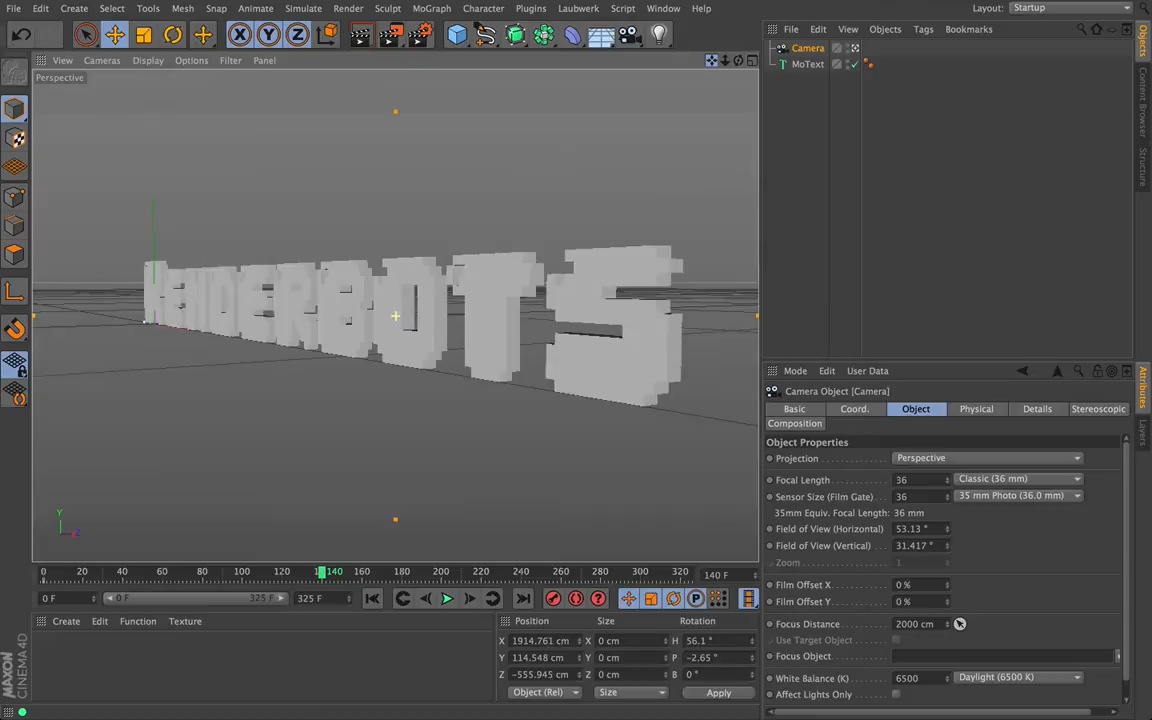 File Edit Create Select Tools Mesh Snap Animate Simulate Render Sculpt MoGraph Character Plugins Laubwerk Script Window Help
Layout: Startup
File Edit View Objects Tags Bookmarks
Camera
MoText
View Cameras Display Options Filter Panel
Perspective
RENDERBOTS
Y
Z
Objects
Content Browser
Structure
Mode Edit User Data
Camera Object [Camera]
Basic Coord. Object Physical Details Stereoscopic
Composition
Object Properties
Projection Perspective
Focal Length 36 Classic (36 mm)
Sensor Size (Film Gate) 36 35 mm Photo (36.0 mm)
35mm Equiv. Focal Length: 36 mm
Field of View (Horizontal) 53.13 °
Field of View (Vertical) 31.417 °
Zoom 1
Film Offset X 0 %
Film Offset Y 0 %
Focus Distance 2000 cm
Use Target Object
Focus Object
White Balance (K) 6500 Daylight (6500 K)
Affect Lights Only
Attributes
Layers
0 20 40 60 80 100 120 140 160 180 200 220 240 260 280 300 320 140 F
0 F 0 F 325 F 325 F
Create Edit Function Texture
Position Size Rotation
X 1914.761 cm X 0 cm H 56.1 °
Y 114.548 cm Y 0 cm P -2.65 °
Z -555.945 cm Z 0 cm B 0 °
Object (Rel) Size Apply
MAXON
CINEMA 4D